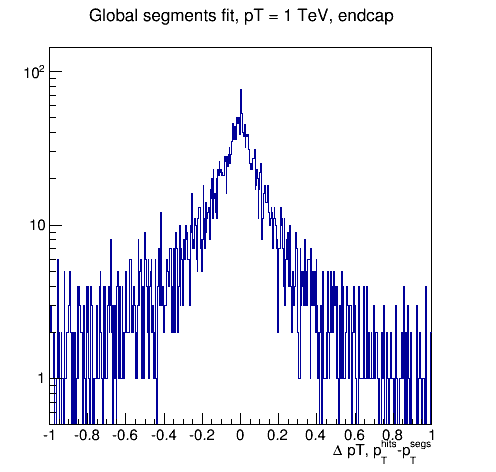 Global segments fit, pT = 1 TeV, endcap
10²
10
1
-1 -0.8 -0.6 -0.4 -0.2 0 0.2 0.4 0.6 0.8 1
Δ pT, p_T^hits-p_T^segs